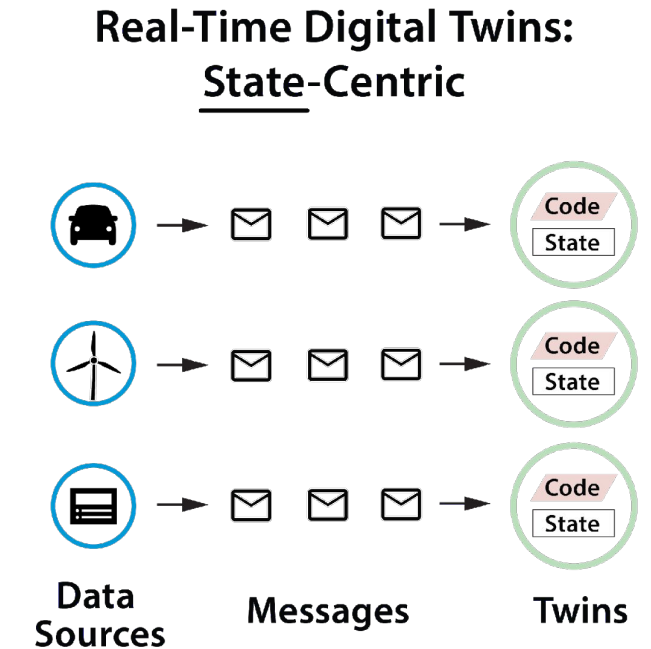 Real-Time Digital Twins:
State-Centric
Code
State
Code
State
Code
State
Data
Sources
Messages
Twins